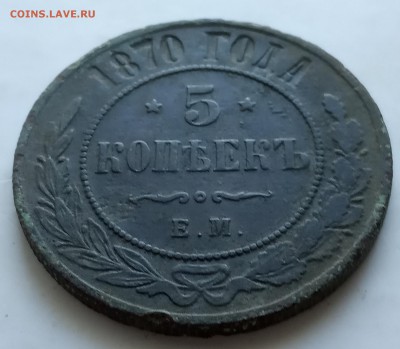 COINS.LAVE.RU
1870 ГОДА
5
КОПѢЕКЪ
Е.М.